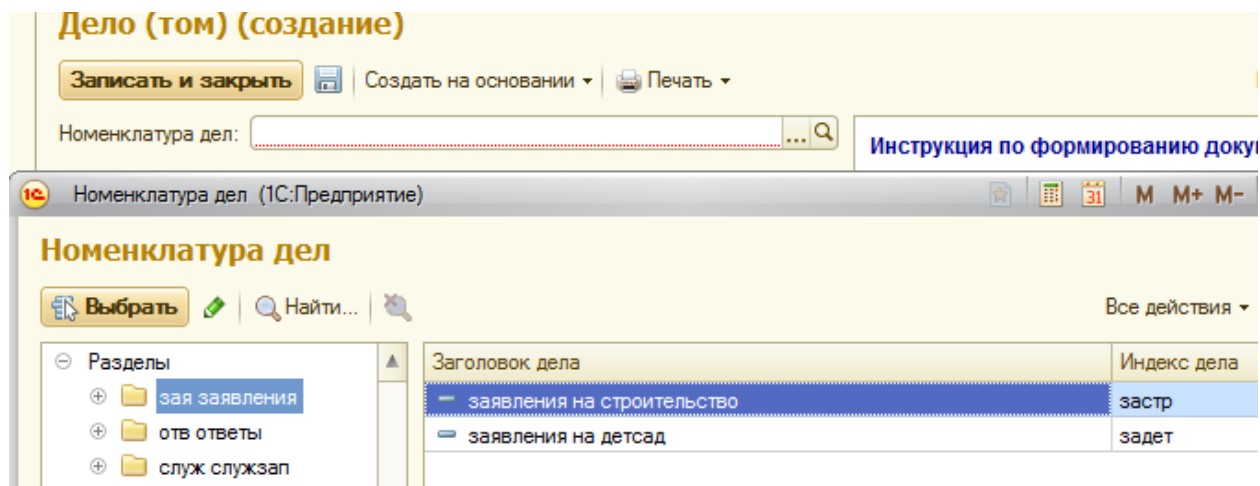 Дело (том) (создание)
Записать и закрыть Создать на основании Печать
Номенклатура дел: ...
Инструкция по формированию
1С Номенклатура дел (1С:Предприятие) 31 M M+ M-
Номенклатура дел
Выбрать Найти... Все действия
Разделы Заголовок дела Индекс дела
зая заявления заявления на строительство застр
отв ответы заявления на детсад задет
служ служзап